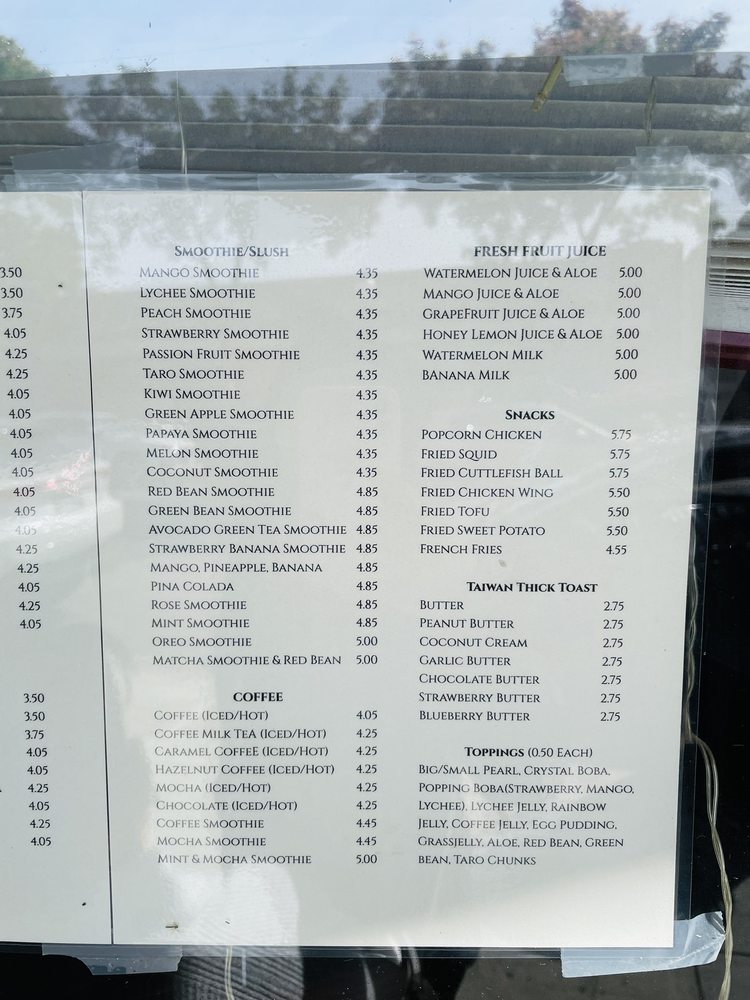 3.50
3.50
3.75
4.05
4.25
4.25
4.05
4.05
4.05
4.05
4.05
4.05
4.05
4.05
4.25
4.25
4.05
4.25
4.05
3.50
3.50
3.75
4.05
4.05
4.25
4.05
4.25
4.05
Smoothie/Slush
Mango Smoothie 4.35
Lychee Smoothie 4.35
Peach Smoothie 4.35
Strawberry Smoothie 4.35
Passion Fruit Smoothie 4.35
Taro Smoothie 4.35
Kiwi Smoothie 4.35
Green Apple Smoothie 4.35
Papaya Smoothie 4.35
Melon Smoothie 4.35
Coconut Smoothie 4.35
Red Bean Smoothie 4.85
Green Bean Smoothie 4.85
Avocado Green Tea Smoothie 4.85
Strawberry Banana Smoothie 4.85
Mango, Pineapple, Banana 4.85
Pina Colada 4.85
Rose Smoothie 4.85
Mint Smoothie 4.85
Oreo Smoothie 5.00
Matcha Smoothie & Red Bean 5.00
COFFEE
Coffee (Iced/Hot) 4.05
Coffee Milk Tea (Iced/Hot) 4.25
Caramel Coffee (Iced/Hot) 4.25
Hazelnut Coffee (Iced/Hot) 4.25
Mocha (Iced/Hot) 4.25
Chocolate (Iced/Hot) 4.25
Coffee Smoothie 4.45
Mocha Smoothie 4.45
Mint & Mocha Smoothie 5.00
FRESH FRUIT JUICE
Watermelon Juice & Aloe 5.00
Mango Juice & Aloe 5.00
GrapeFruit Juice & Aloe 5.00
Honey Lemon Juice & Aloe 5.00
Watermelon Milk 5.00
Banana Milk 5.00
Snacks
Popcorn Chicken 5.75
Fried Squid 5.75
Fried Cuttlefish Ball 5.75
Fried Chicken Wing 5.50
Fried Tofu 5.50
Fried Sweet Potato 5.50
French Fries 4.55
Taiwan Thick Toast
Butter 2.75
Peanut Butter 2.75
Coconut Cream 2.75
Garlic Butter 2.75
Chocolate Butter 2.75
Strawberry Butter 2.75
Blueberry Butter 2.75
Toppings (0.50 Each)
Big/Small Pearl, Crystal Boba,
Popping Boba(Strawberry, Mango,
Lychee), Lychee Jelly, Rainbow
Jelly, Coffee Jelly, Egg Pudding,
Grassjelly, Aloe, Red Bean, Green
bean, Taro Chunks